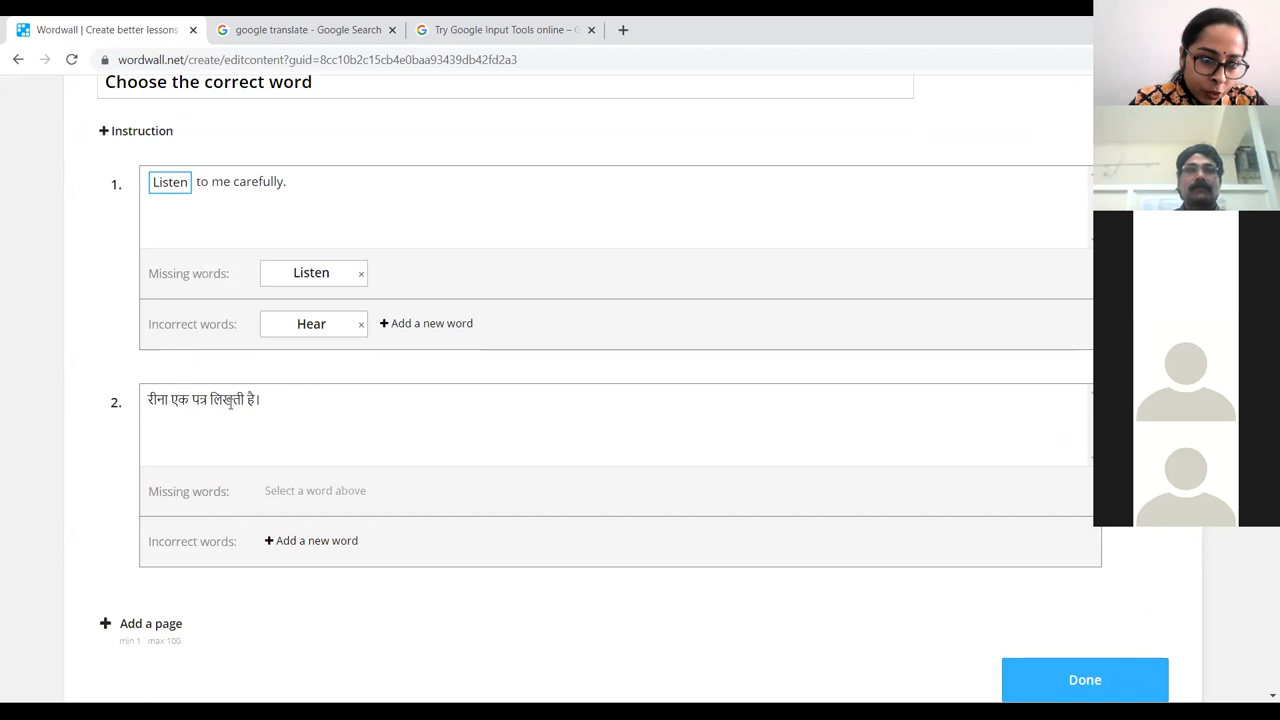 Wordwall | Create better lessons
google translate - Google Search
Try Google Input Tools online – G
wordwall.net/create/editcontent?guid=8cc10b2c15cb4e0baa93439db42fd2a3
Choose the correct word
+ Instruction
1. Listen to me carefully.
Missing words: Listen ×
Incorrect words: Hear × + Add a new word
2. रीना एक पत्र लिखती है।
Missing words: Select a word above
Incorrect words: + Add a new word
+ Add a page
min 1 max 100
Done